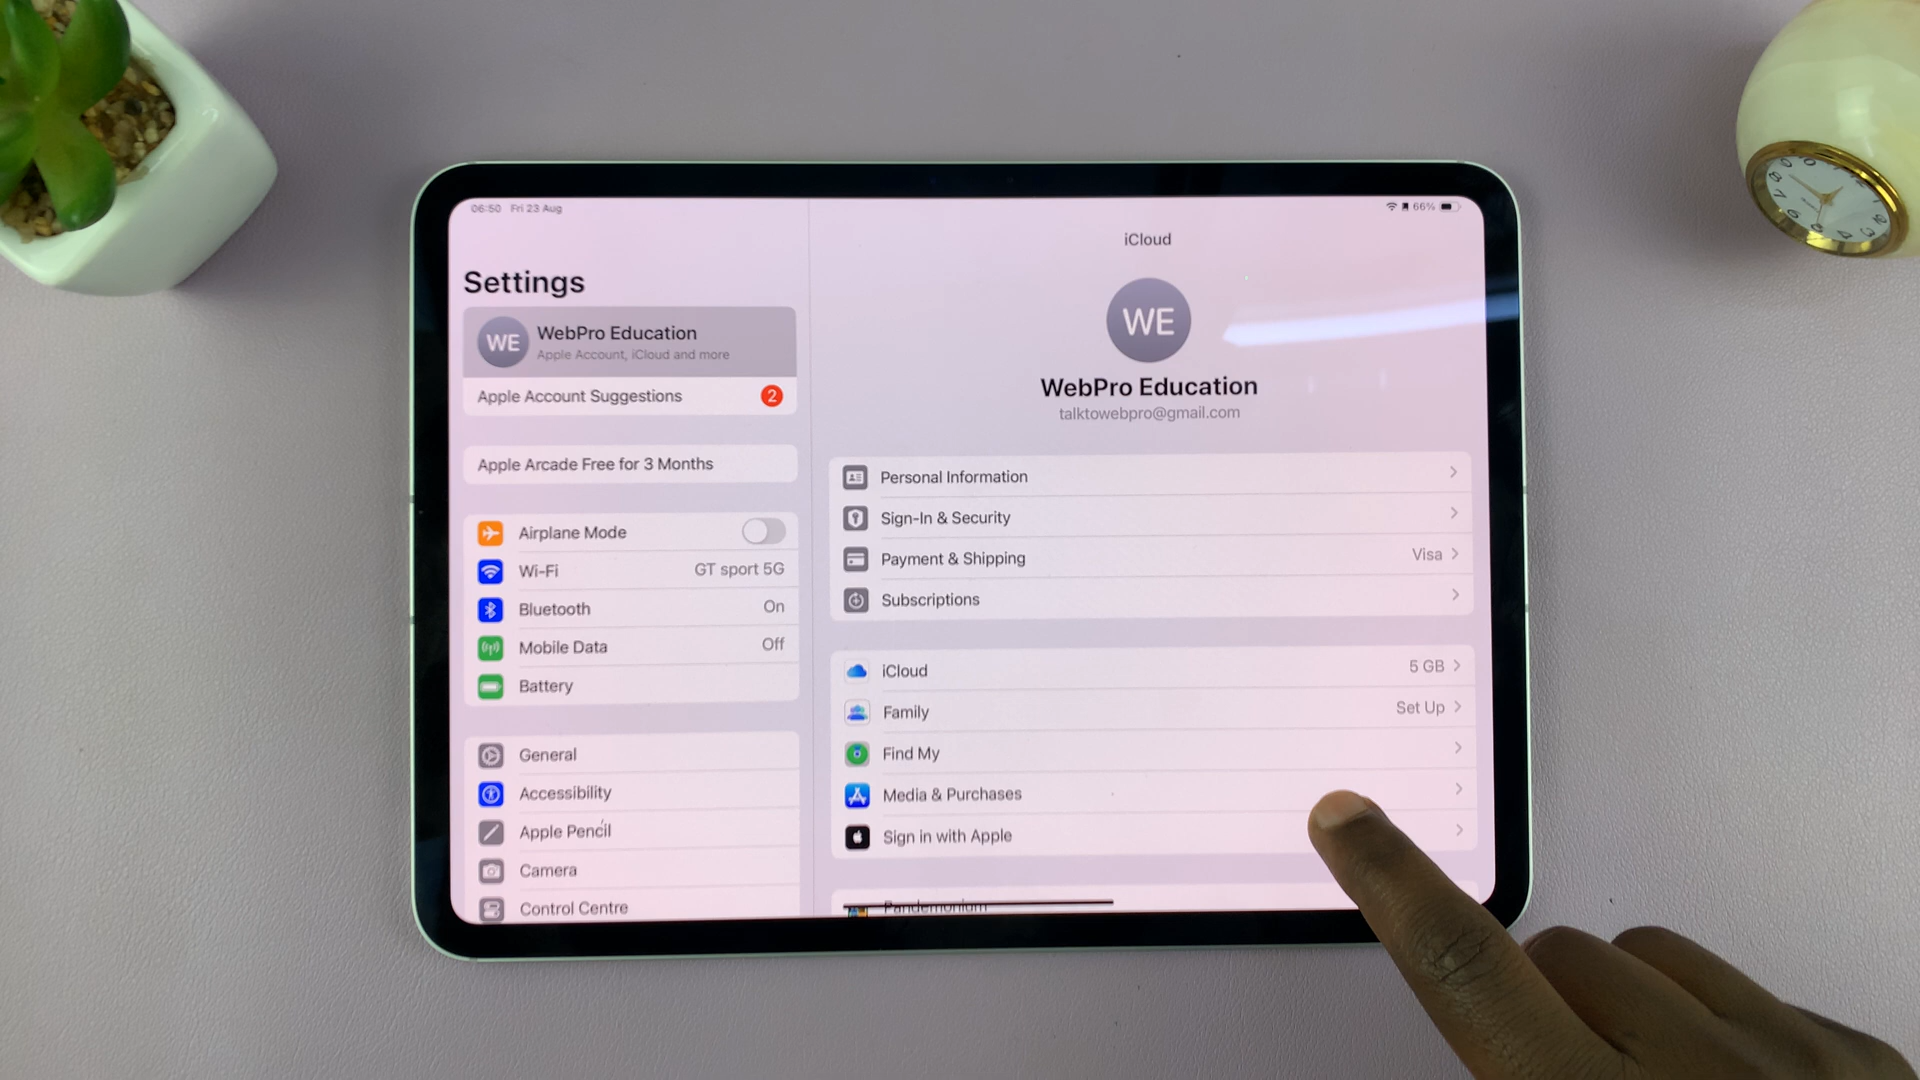 06:50 Fri 23 Aug
66%
Settings
WE
WebPro Education
Apple Account, iCloud and more
Apple Account Suggestions 2
Apple Arcade Free for 3 Months
Airplane Mode
Wi-Fi GT sport 5G
Bluetooth On
Mobile Data Off
Battery
General
Accessibility
Apple Pencil
Camera
Control Centre
iCloud
WE
WebPro Education
talktowebpro@gmail.com
Personal Information
Sign-In & Security
Payment & Shipping Visa
Subscriptions
iCloud 5 GB
Family Set Up
Find My
Media & Purchases
Sign in with Apple
Pandemonium